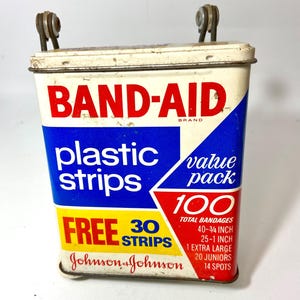 BAND-AID
BRAND
plastic
strips
value
pack
100
TOTAL BANDAGES
40-¾ INCH
25-1 INCH
1 EXTRA LARGE
20 JUNIORS
14 SPOTS
FREE 30
STRIPS
Johnson & Johnson